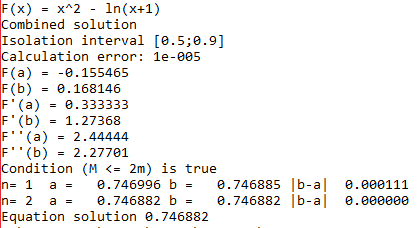 F(x) = x^2 - ln(x+1)
Combined solution
Isolation interval [0.5;0.9]
Calculation error: 1e-005
F(a) = -0.155465
F(b) = 0.168146
F'(a) = 0.333333
F'(b) = 1.27368
F''(a) = 2.44444
F''(b) = 2.27701
Condition (M <= 2m) is true
n= 1 a = 0.746996 b = 0.746885 |b-a| 0.000111
n= 2 a = 0.746882 b = 0.746882 |b-a| 0.000000
Equation solution 0.746882